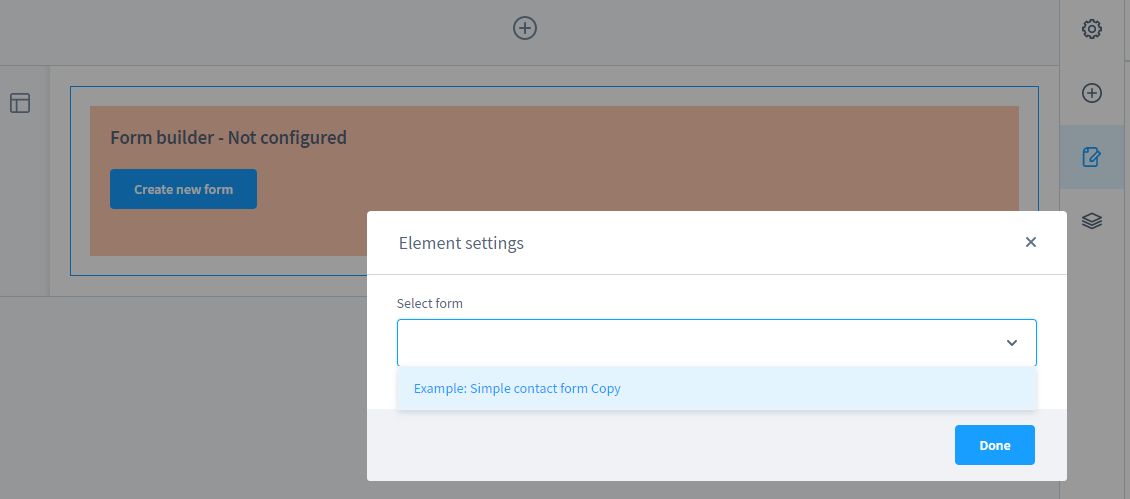 Form builder - Not configured
Create new form
Element settings
Select form
Example: Simple contact form Copy
Done